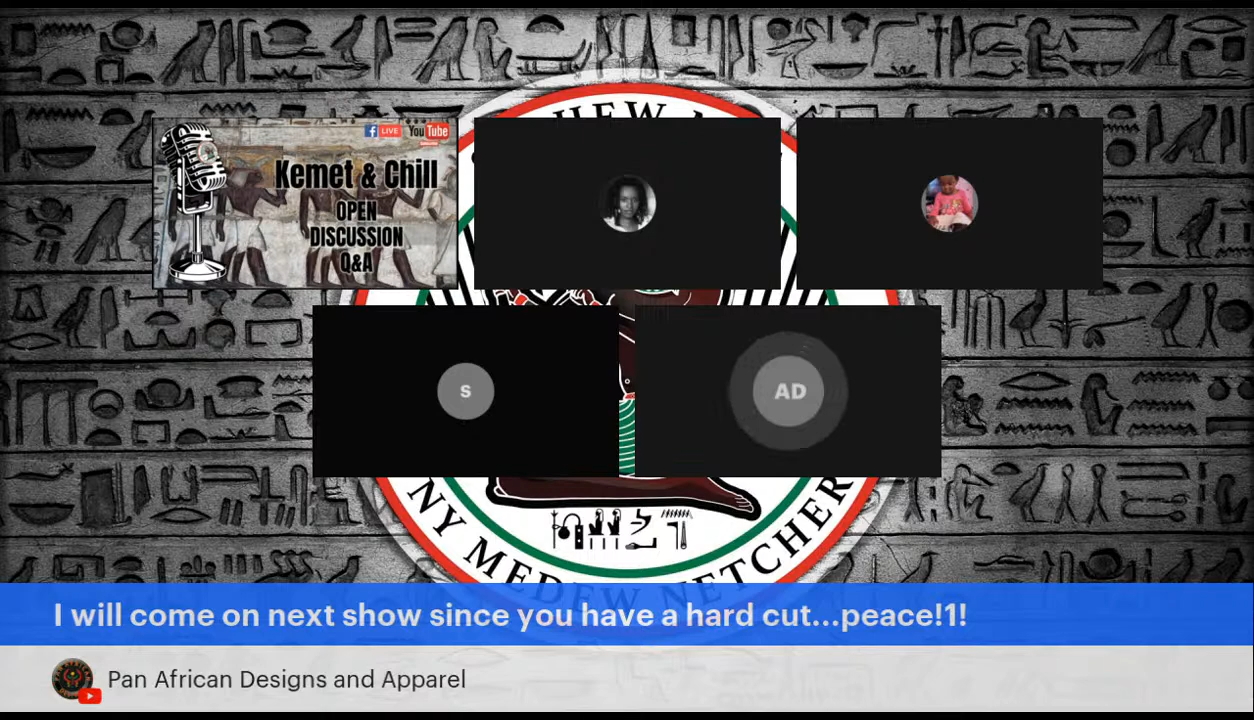 HEW
f LIVE YouTube
Kemet & Chill
OPEN
DISCUSSION
Q&A
S
AD
NY MEDEW NETCHER
I will come on next show since you have a hard cut...peace!1!
Pan African Designs and Apparel